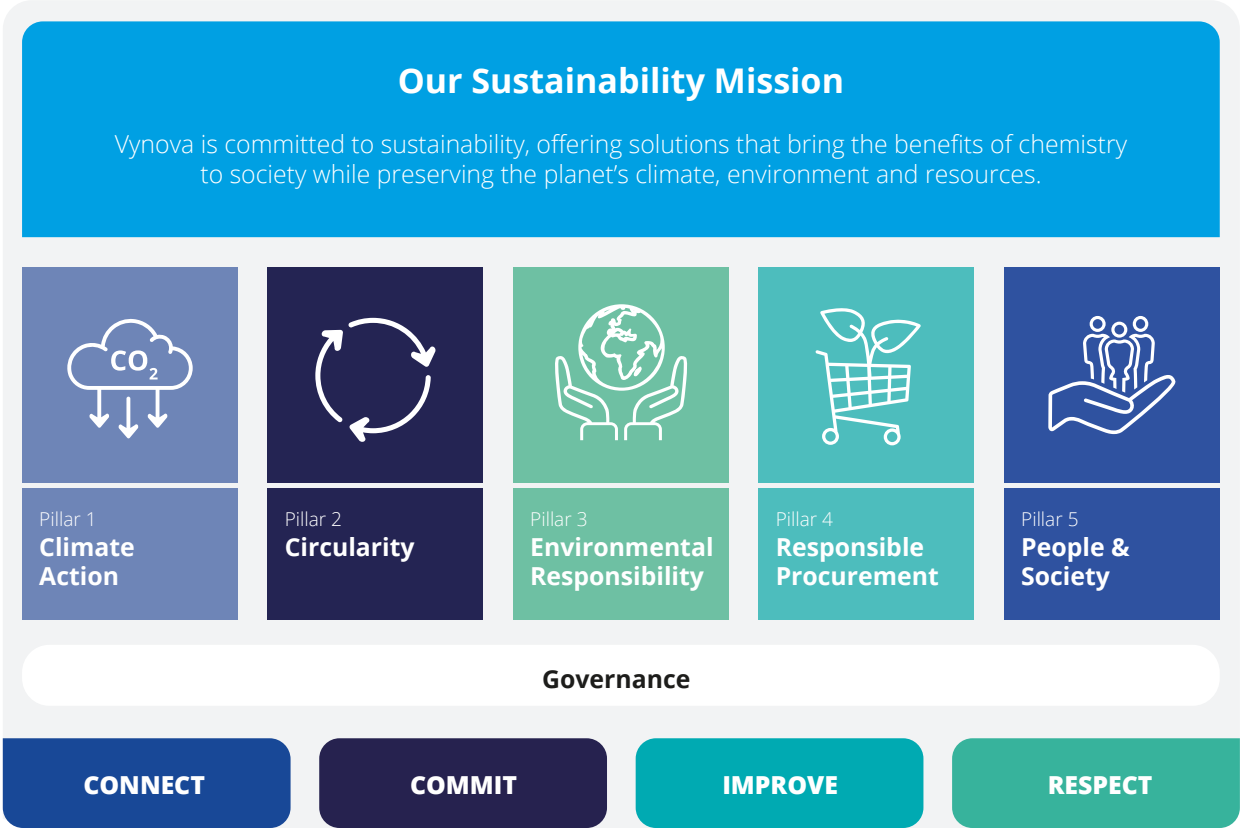 Our Sustainability Mission
Vynova is committed to sustainability, offering solutions that bring the benefits of chemistry
to society while preserving the planet’s climate, environment and resources.
CO2
Pillar 1
Climate
Action
Pillar 2
Circularity
Pillar 3
Environmental
Responsibility
Pillar 4
Responsible
Procurement
Pillar 5
People &
Society
Governance
CONNECT
COMMIT
IMPROVE
RESPECT